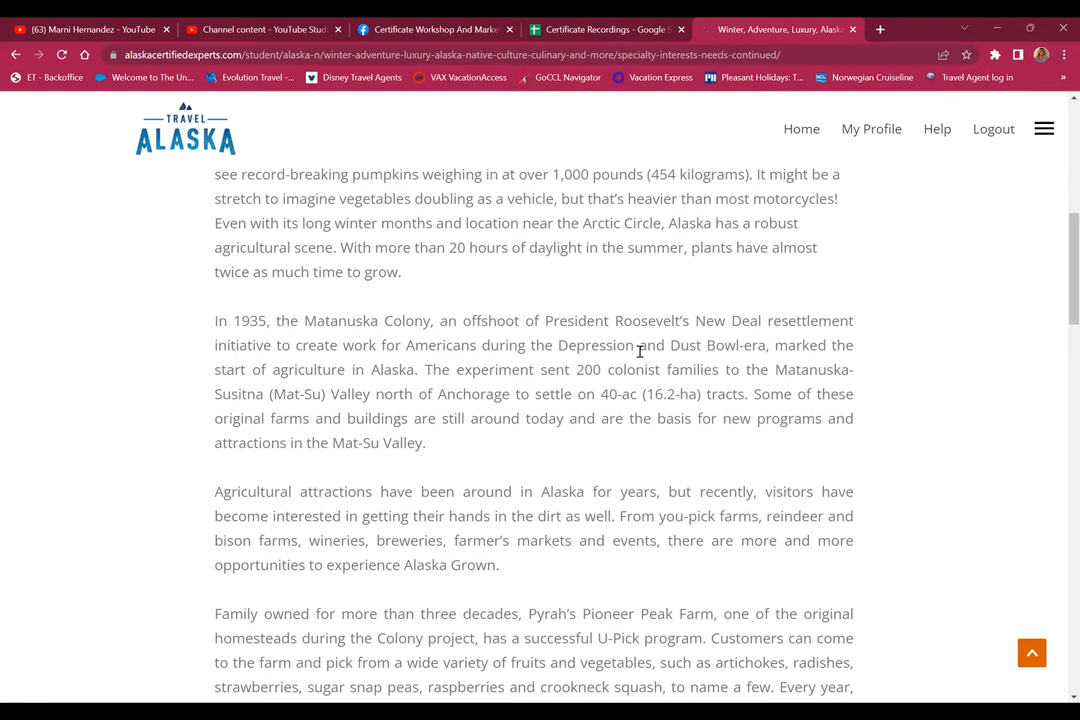 (63) Marni Hernandez - YouTube
Channel content - YouTube Studi
Certificate Workshop And Marke
Certificate Recordings - Google S
Winter, Adventure, Luxury, Alaska
alaskacertifiedexperts.com/student/alaska-n/winter-adventure-luxury-alaska-native-culture-culinary-and-more/specialty-interests-needs-continued/
ET - Backoffice
Welcome to The Un...
Evolution Travel -...
Disney Travel Agents
VAX VacationAccess
GoCCL Navigator
Vacation Express
Pleasant Holidays: T...
Norwegian Cruiseline
Travel Agent log in
TRAVEL
ALASKA
Home
My Profile
Help
Logout
see record-breaking pumpkins weighing in at over 1,000 pounds (454 kilograms). It might be a
stretch to imagine vegetables doubling as a vehicle, but that's heavier than most motorcycles!
Even with its long winter months and location near the Arctic Circle, Alaska has a robust
agricultural scene. With more than 20 hours of daylight in the summer, plants have almost
twice as much time to grow.
In 1935, the Matanuska Colony, an offshoot of President Roosevelt's New Deal resettlement
initiative to create work for Americans during the Depression and Dust Bowl-era, marked the
start of agriculture in Alaska. The experiment sent 200 colonist families to the Matanuska-
Susitna (Mat-Su) Valley north of Anchorage to settle on 40-ac (16.2-ha) tracts. Some of these
original farms and buildings are still around today and are the basis for new programs and
attractions in the Mat-Su Valley.
Agricultural attractions have been around in Alaska for years, but recently, visitors have
become interested in getting their hands in the dirt as well. From you-pick farms, reindeer and
bison farms, wineries, breweries, farmer's markets and events, there are more and more
opportunities to experience Alaska Grown.
Family owned for more than three decades, Pyrah's Pioneer Peak Farm, one of the original
homesteads during the Colony project, has a successful U-Pick program. Customers can come
to the farm and pick from a wide variety of fruits and vegetables, such as artichokes, radishes,
strawberries, sugar snap peas, raspberries and crookneck squash, to name a few. Every year,